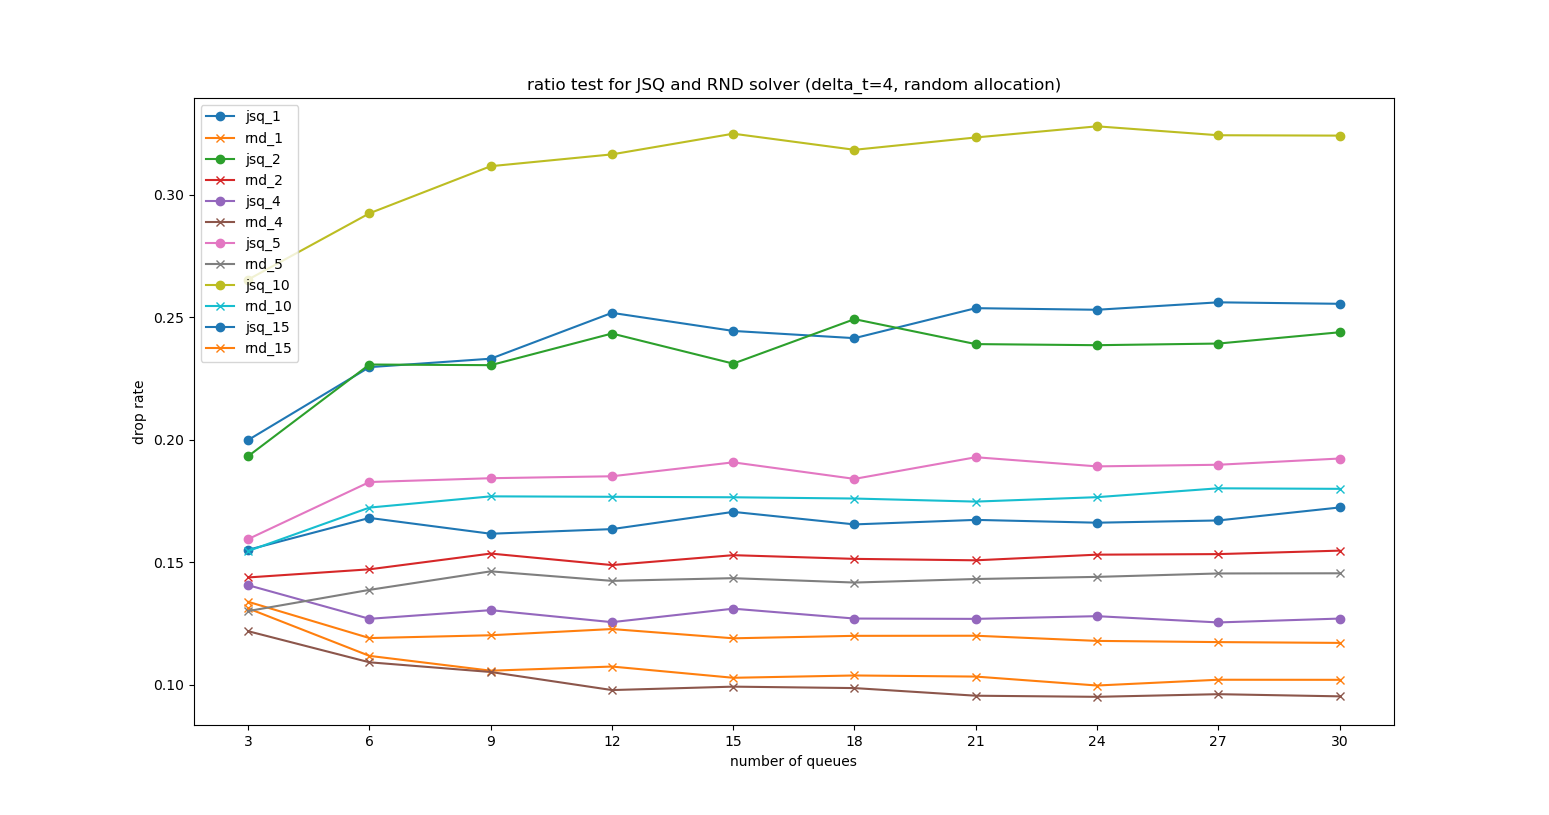 ratio test for JSQ and RND solver (delta_t=4, random allocation)
jsq_1
rnd_1
jsq_2
rnd_2
jsq_4
rnd_4
jsq_5
rnd_5
jsq_10
rnd_10
jsq_15
rnd_15
0.30
0.25
0.20
0.15
0.10
drop rate
3 6 9 12 15 18 21 24 27 30
number of queues